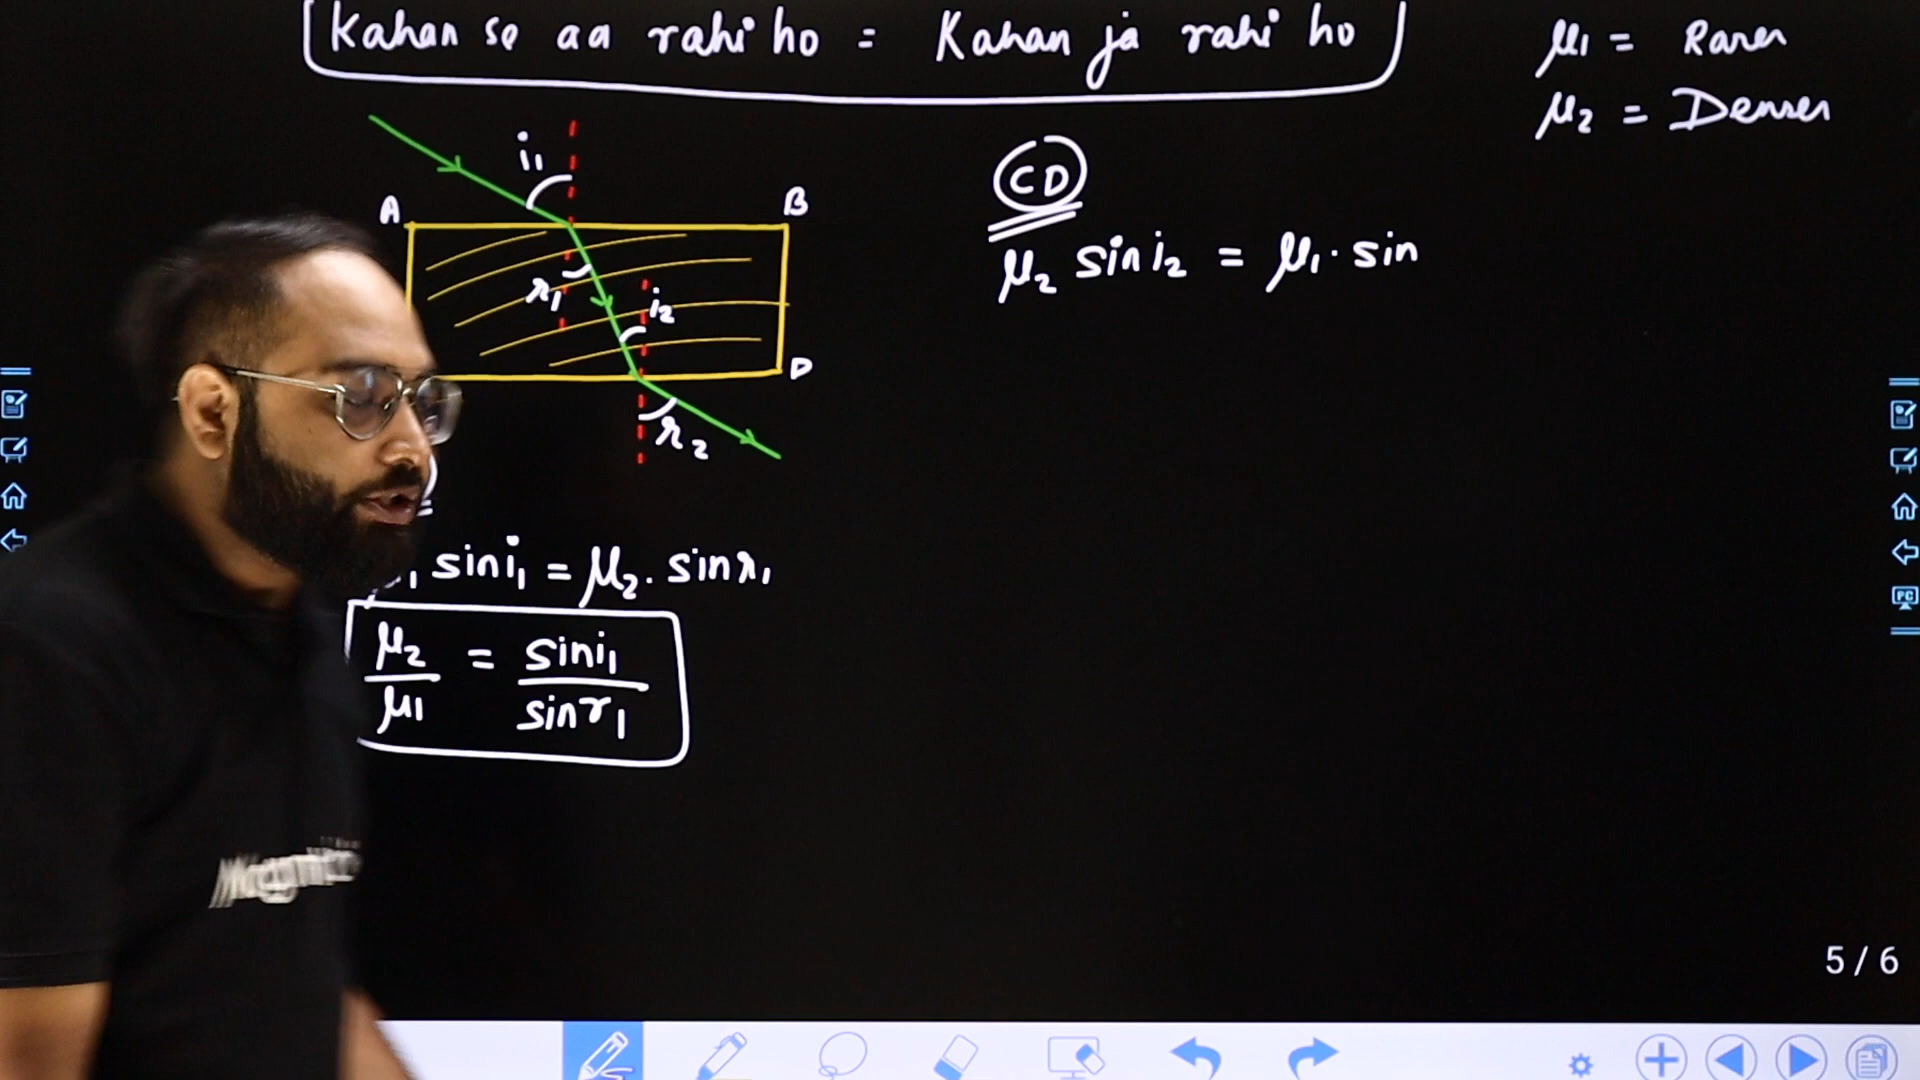 Kahan se aa rahi ho = Kahan ja rahi ho
μ1 = Rarer
μ2 = Denser
i1
A
B
r1
i2
D
r2
CD
μ2 sin i2 = μ1 . sin
sin i1 = μ2 . sin r1
μ2/μ1 = sin i1/sin r1
5 / 6
PC